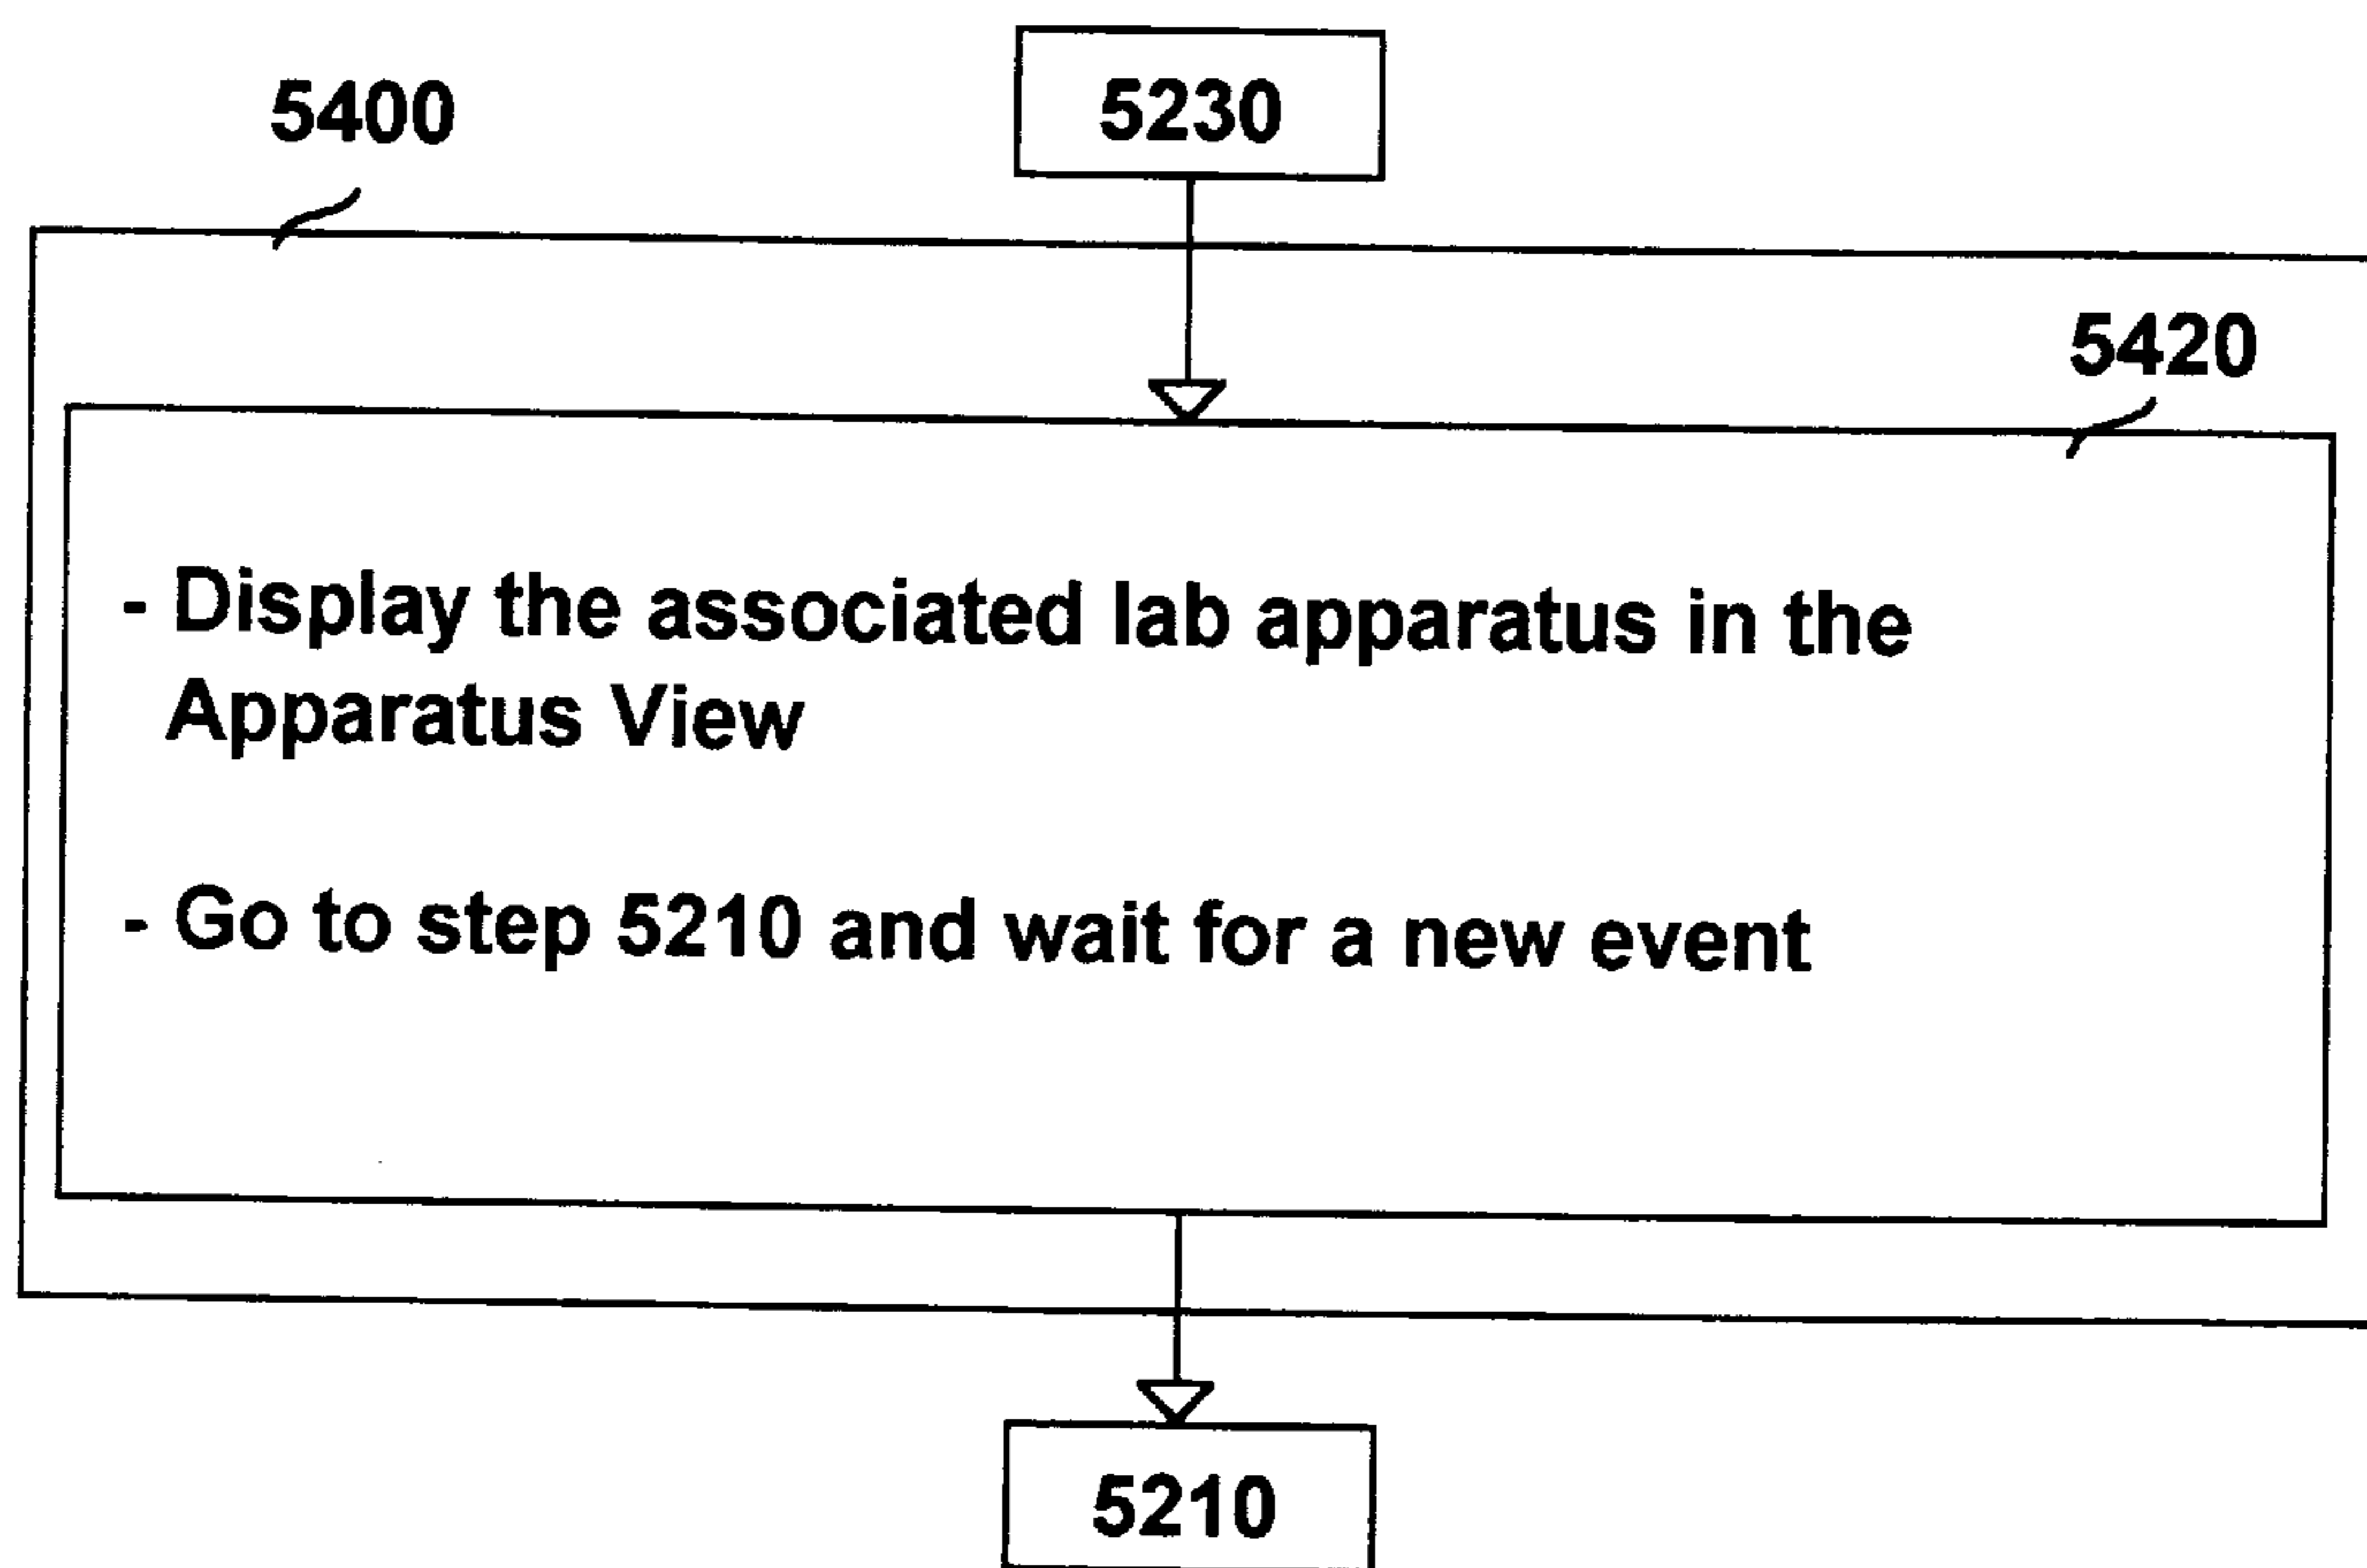 5230
5400
5420
- Display the associated lab apparatus in the
Apparatus View
- Go to step 5210 and wait for a new event
5210